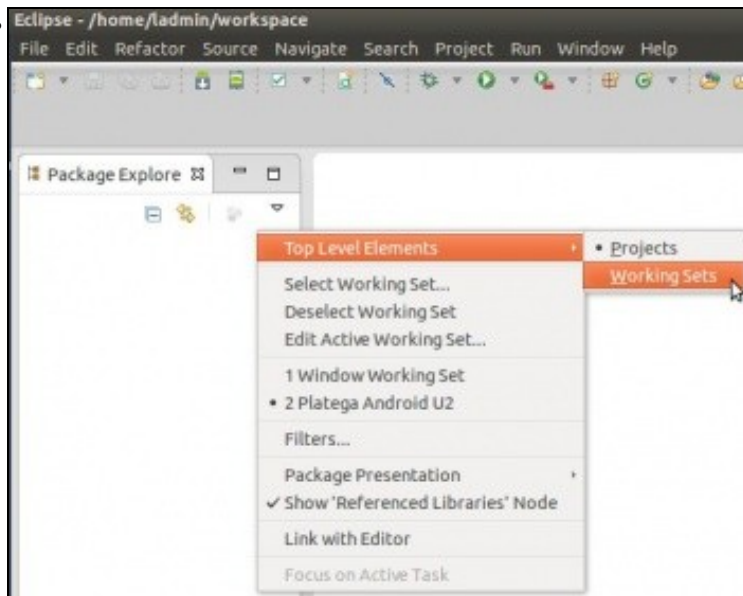 Eclipse - /home/ladmin/workspace
File Edit Refactor Source Navigate Search Project Run Window Help
Package Explore
Top Level Elements
Projects
Working Sets
Select Working Set...
Deselect Working Set
Edit Active Working Set...
1 Window Working Set
2 Platega Android U2
Filters...
Package Presentation
Show 'Referenced Libraries' Node
Link with Editor
Focus on Active Task